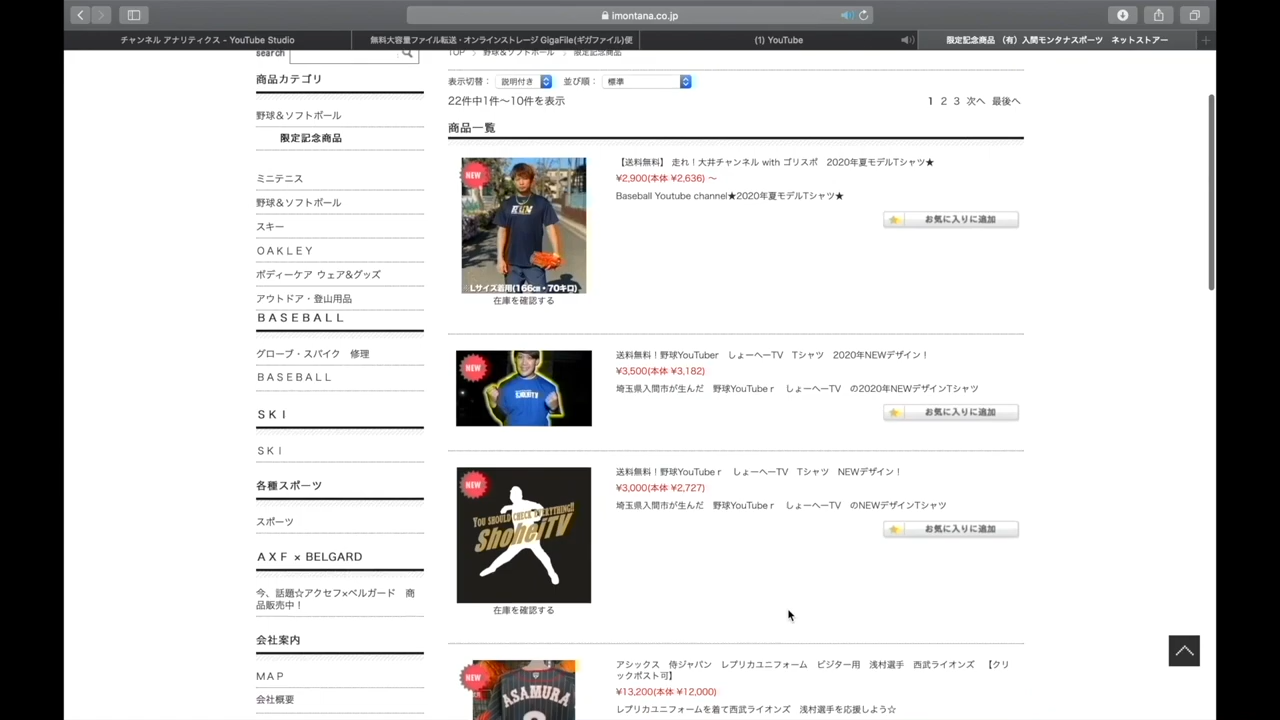 imontana.co.jp
チャンネル アナリティクス - YouTube Studio
無料大容量ファイル転送・オンラインストレージ GigaFile(ギガファイル)便
(1) YouTube
限定記念商品 (有)入間モンタナスポーツ ネットストアー
search
TOP > 野球&ソフトボール > 限定記念商品
商品カテゴリ
野球&ソフトボール
限定記念商品
ミニテニス
野球&ソフトボール
スキー
OAKLEY
ボディーケア ウェア&グッズ
アウトドア・登山用品
BASEBALL
グローブ・スパイク 修理
BASEBALL
SKI
SKI
各種スポーツ
スポーツ
AXF × BELGARD
今、話題☆アクセフ×ベルガード 商
品販売中!
会社案内
MAP
会社概要
表示切替: 説明付き 並び順: 標準
22件中1件~10件を表示
1 2 3 次へ 最後へ
商品一覧
NEW
RUN
Lサイズ着用(166㎝・70キロ)
在庫を確認する
【送料無料】 走れ!大井チャンネル with ゴリスポ 2020年夏モデルTシャツ★
¥2,900(本体 ¥2,636) ~
Baseball Youtube channel★2020年夏モデルTシャツ★
お気に入りに追加
NEW
送料無料!野球YouTuber しょーへーTV Tシャツ 2020年NEWデザイン!
¥3,500(本体 ¥3,182)
埼玉県入間市が生んだ 野球YouTuber しょーへーTV の2020年NEWデザインTシャツ
お気に入りに追加
NEW
YOU SHOULD CHECK EVERYTHING!!
ShoheiTV
在庫を確認する
送料無料!野球YouTuber しょーへーTV Tシャツ NEWデザイン!
¥3,000(本体 ¥2,727)
埼玉県入間市が生んだ 野球YouTuber しょーへーTV のNEWデザインTシャツ
お気に入りに追加
NEW
ASAMURA
アシックス 侍ジャパン レプリカユニフォーム ビジター用 浅村選手 西武ライオンズ 【クリ
ックポスト可】
¥13,200(本体 ¥12,000)
レプリカユニフォームを着て西武ライオンズ 浅村選手を応援しよう☆